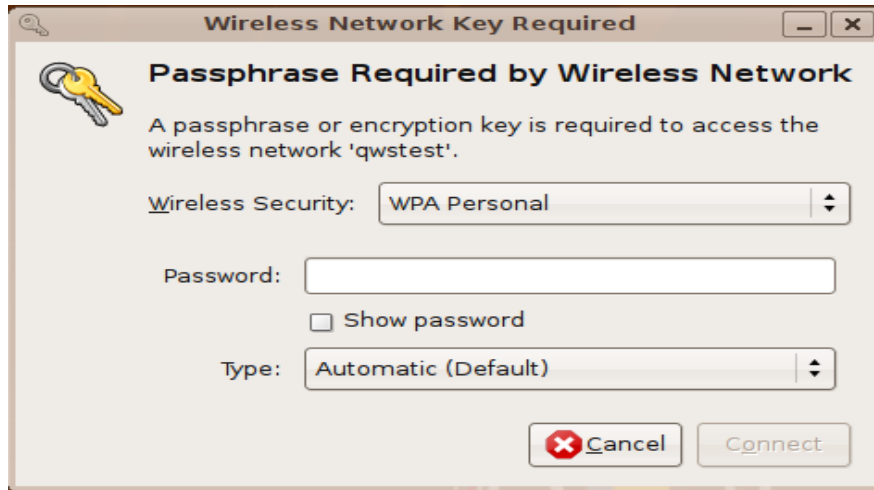 Wireless Network Key Required
Passphrase Required by Wireless Network
A passphrase or encryption key is required to access the
wireless network 'qwstest'.
Wireless Security: WPA Personal
Password:
Show password
Type: Automatic (Default)
Cancel Connect